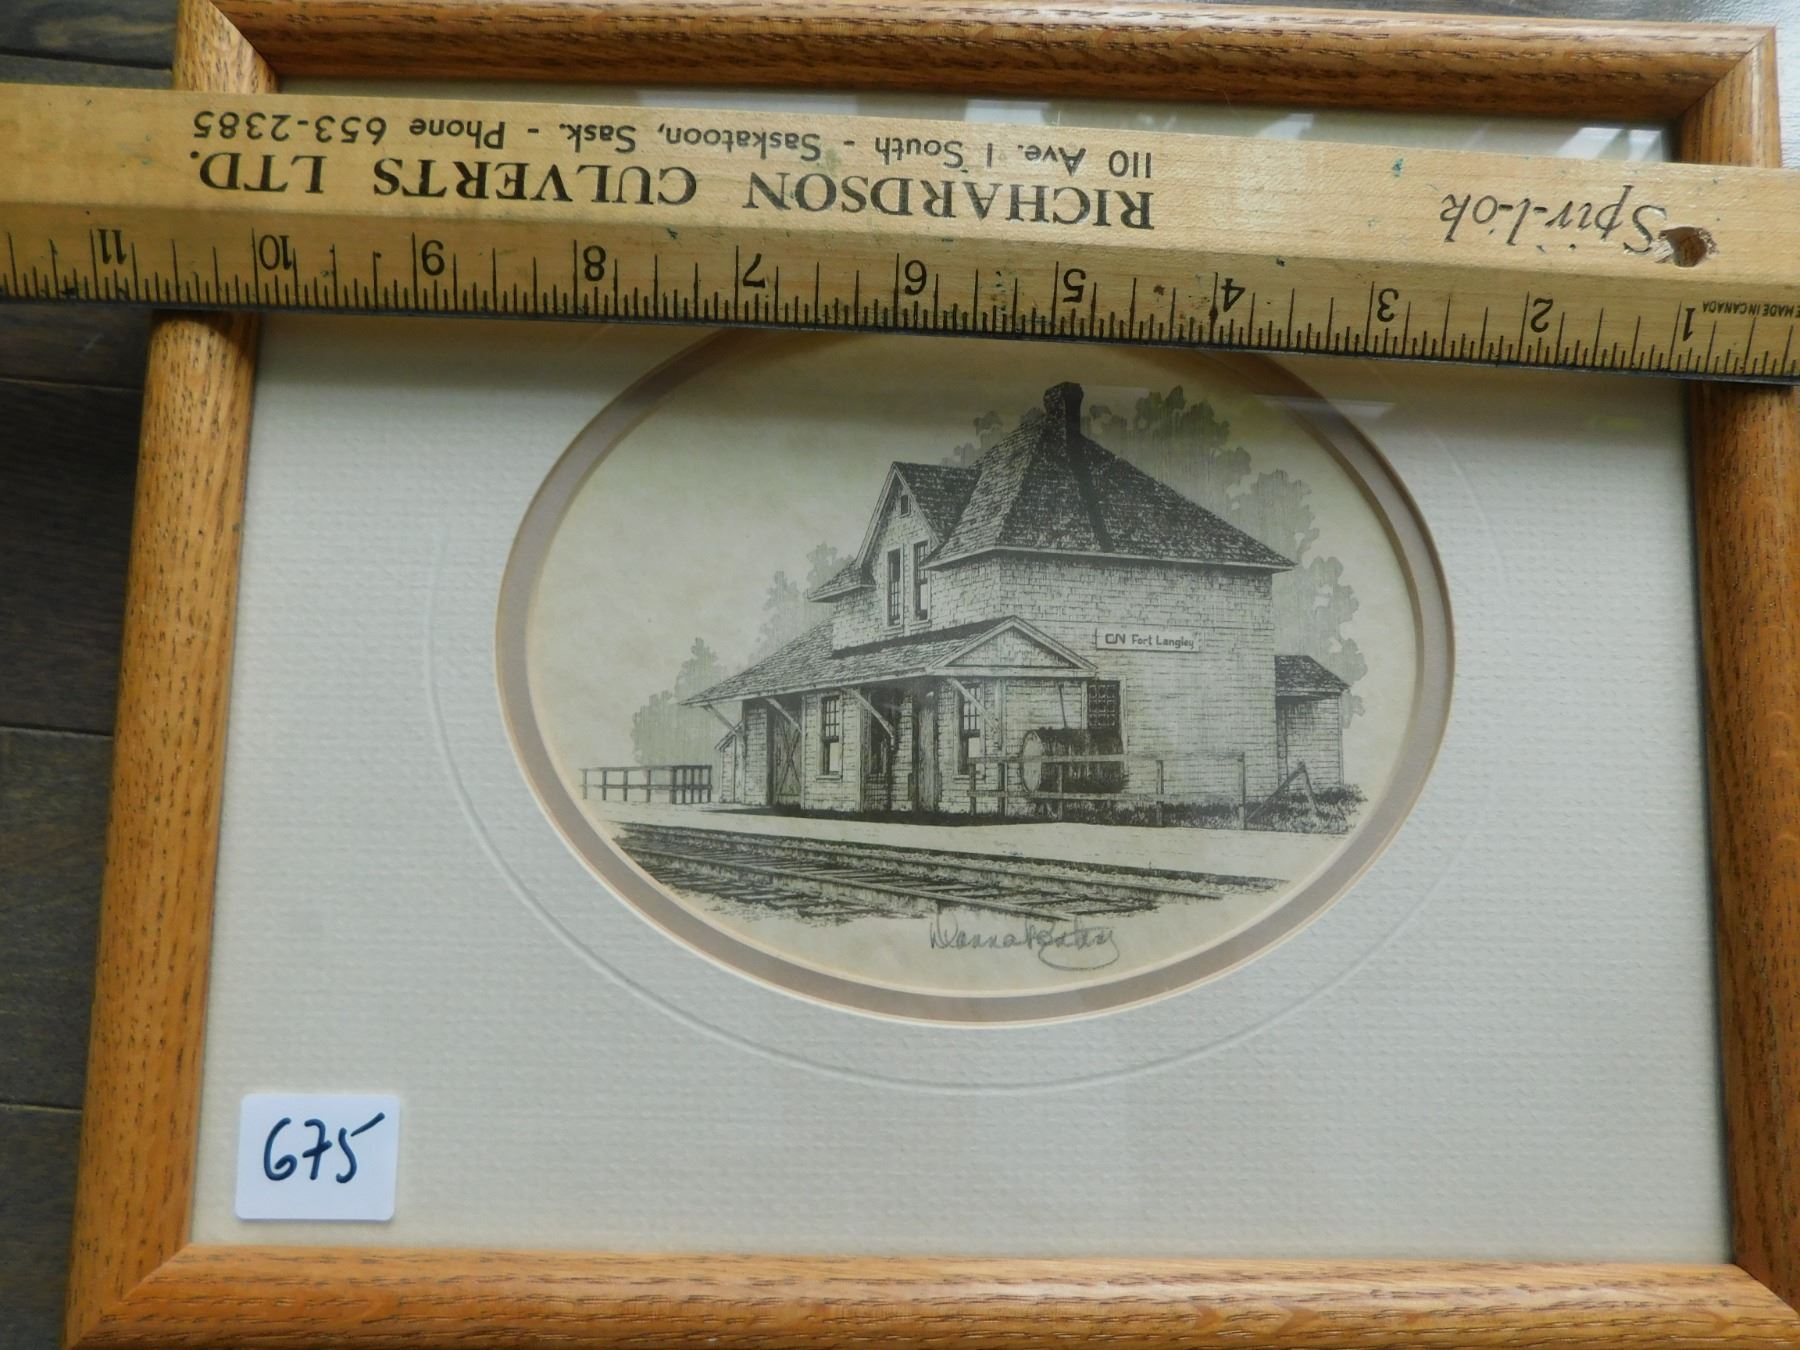 110 Ave. I South - Saskatoon, Sask. - Phone 653-2385
RICHARDSON CULVERTS LTD.
Spir-l-ok
MADE IN CANADA
1 2 3 4 5 6 7 8 9 10 11
CN Fort Langley
675